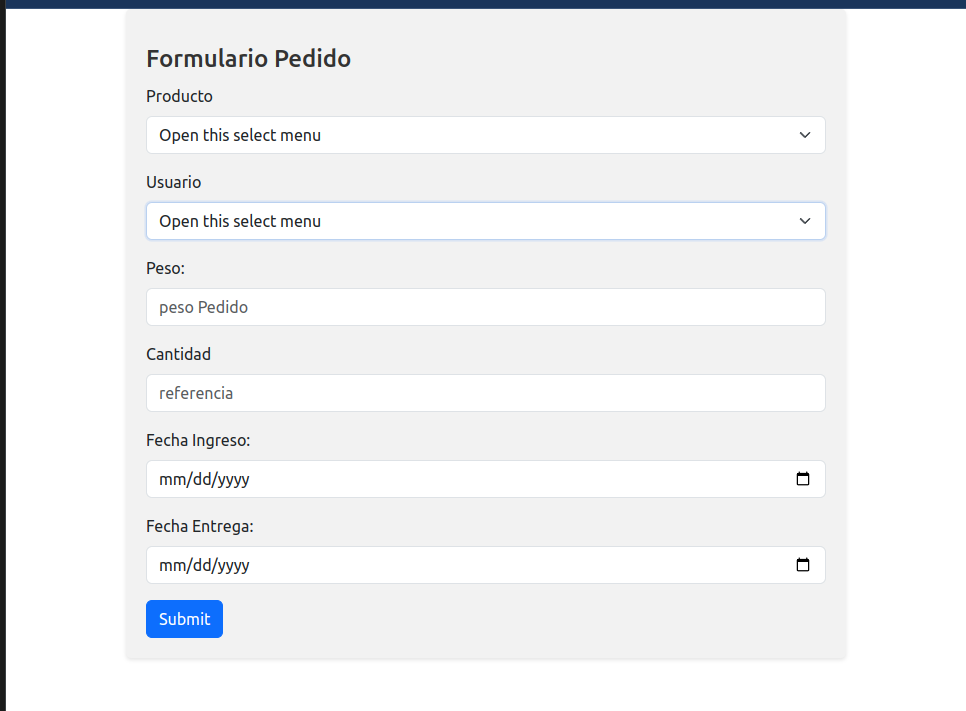 Formulario Pedido
Producto
Open this select menu
Usuario
Open this select menu
Peso:
peso Pedido
Cantidad
referencia
Fecha Ingreso:
mm/dd/yyyy
Fecha Entrega:
mm/dd/yyyy
Submit